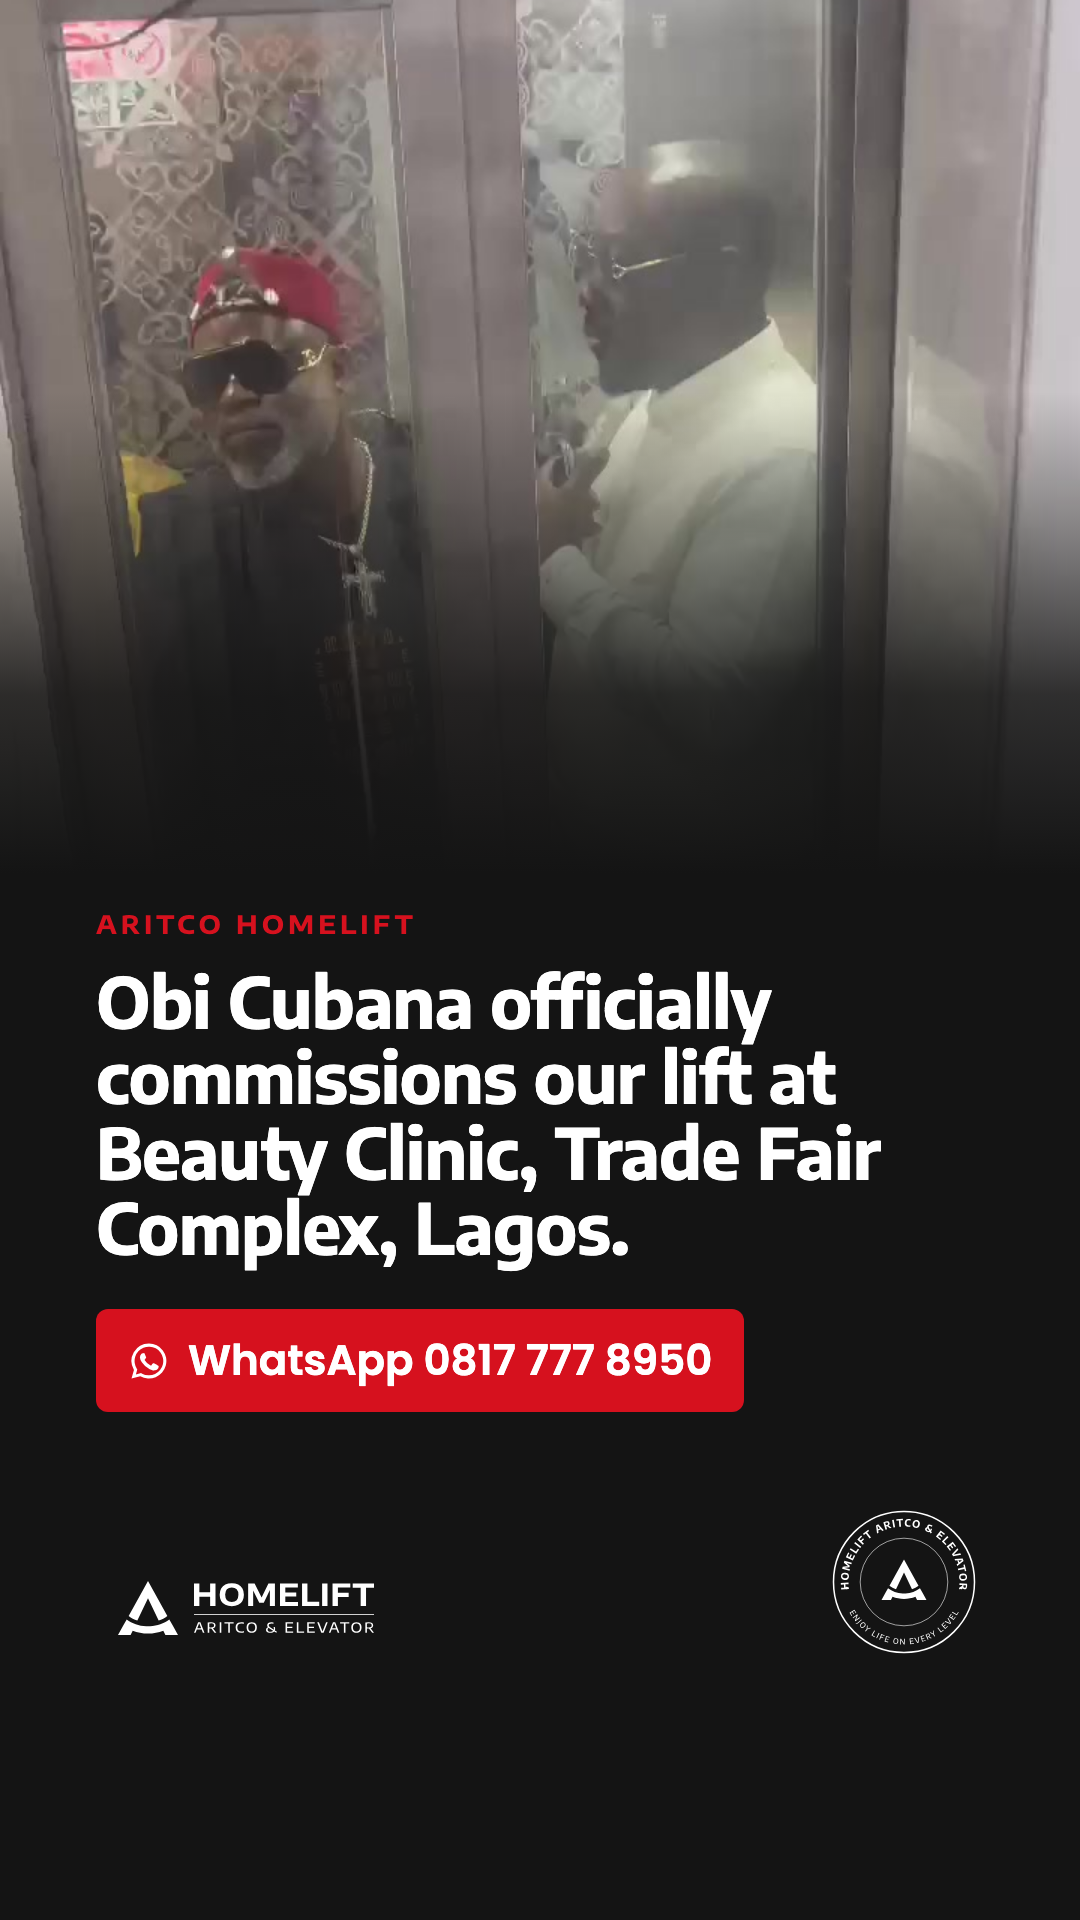 ARITCO HOMELIFT
Obi Cubana officially
commissions our lift at
Beauty Clinic, Trade Fair
Complex, Lagos.
WhatsApp 0817 777 8950
HOMELIFT
ARITCO & ELEVATOR
HOMELIFT ARITCO & ELEVATOR
ENJOY LIFE ON EVERY LEVEL